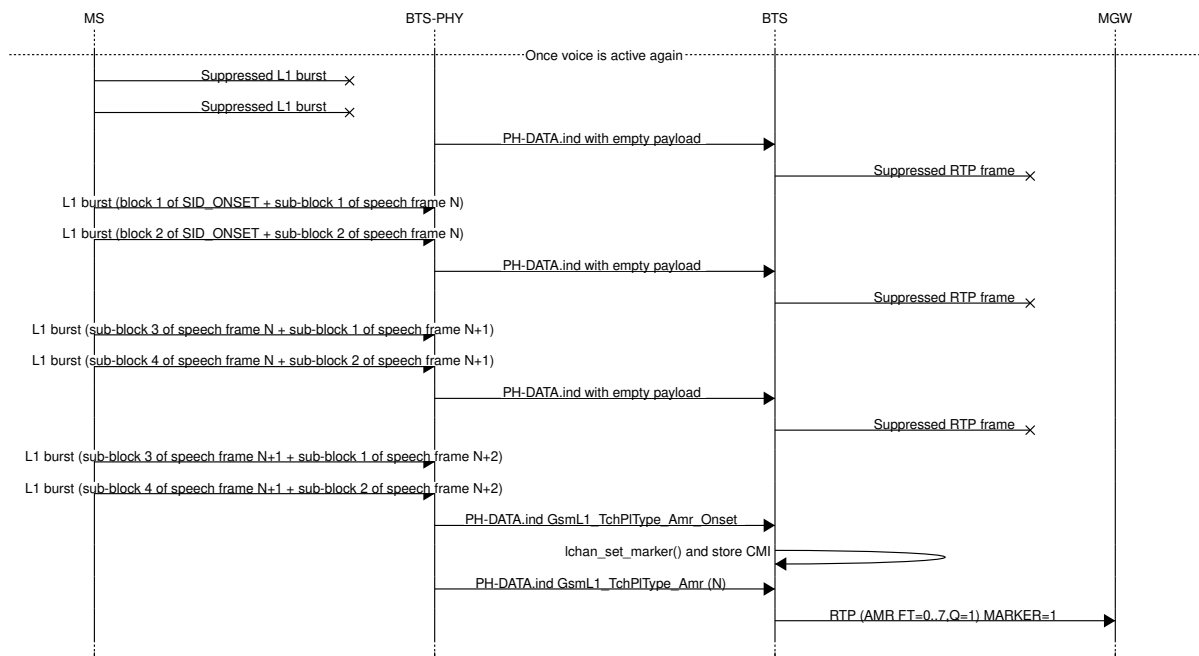 MS BTS-PHY BTS MGW
Once voice is active again
Suppressed L1 burst
Suppressed L1 burst
PH-DATA.ind with empty payload
Suppressed RTP frame
L1 burst (block 1 of SID_ONSET + sub-block 1 of speech frame N)
L1 burst (block 2 of SID_ONSET + sub-block 2 of speech frame N)
PH-DATA.ind with empty payload
Suppressed RTP frame
L1 burst (sub-block 3 of speech frame N + sub-block 1 of speech frame N+1)
L1 burst (sub-block 4 of speech frame N + sub-block 2 of speech frame N+1)
PH-DATA.ind with empty payload
Suppressed RTP frame
L1 burst (sub-block 3 of speech frame N+1 + sub-block 1 of speech frame N+2)
L1 burst (sub-block 4 of speech frame N+1 + sub-block 2 of speech frame N+2)
PH-DATA.ind GsmL1_TchPlType_Amr_Onset
lchan_set_marker() and store CMI
PH-DATA.ind GsmL1_TchPlType_Amr (N)
RTP (AMR FT=0..7,Q=1) MARKER=1